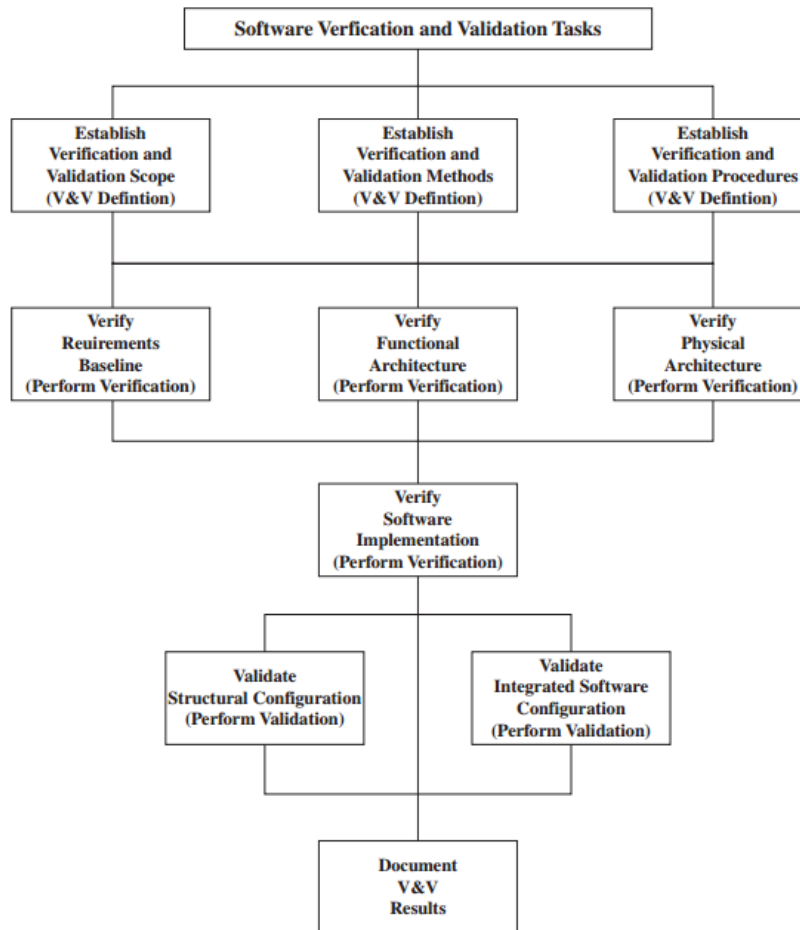 Software Verfication and Validation Tasks
Establish
Verification and
Validation Scope
(V&V Defintion)
Establish
Verification and
Validation Methods
(V&V Defintion)
Establish
Verification and
Validation Procedures
(V&V Defintion)
Verify
Reuirements
Baseline
(Perform Verification)
Verify
Functional
Architecture
(Perform Verification)
Verify
Physical
Architecture
(Perform Verification)
Verify
Software
Implementation
(Perform Verification)
Validate
Structural Configuration
(Perform Validation)
Validate
Integrated Software
Configuration
(Perform Validation)
Document
V&V
Results